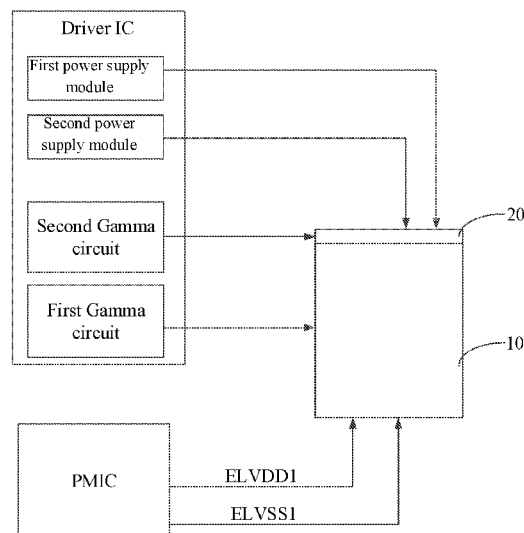 Driver IC
First power supply
module
Second power
supply module
Second Gamma
circuit
First Gamma
circuit
20
10
PMIC
ELVDD1
ELVSS1